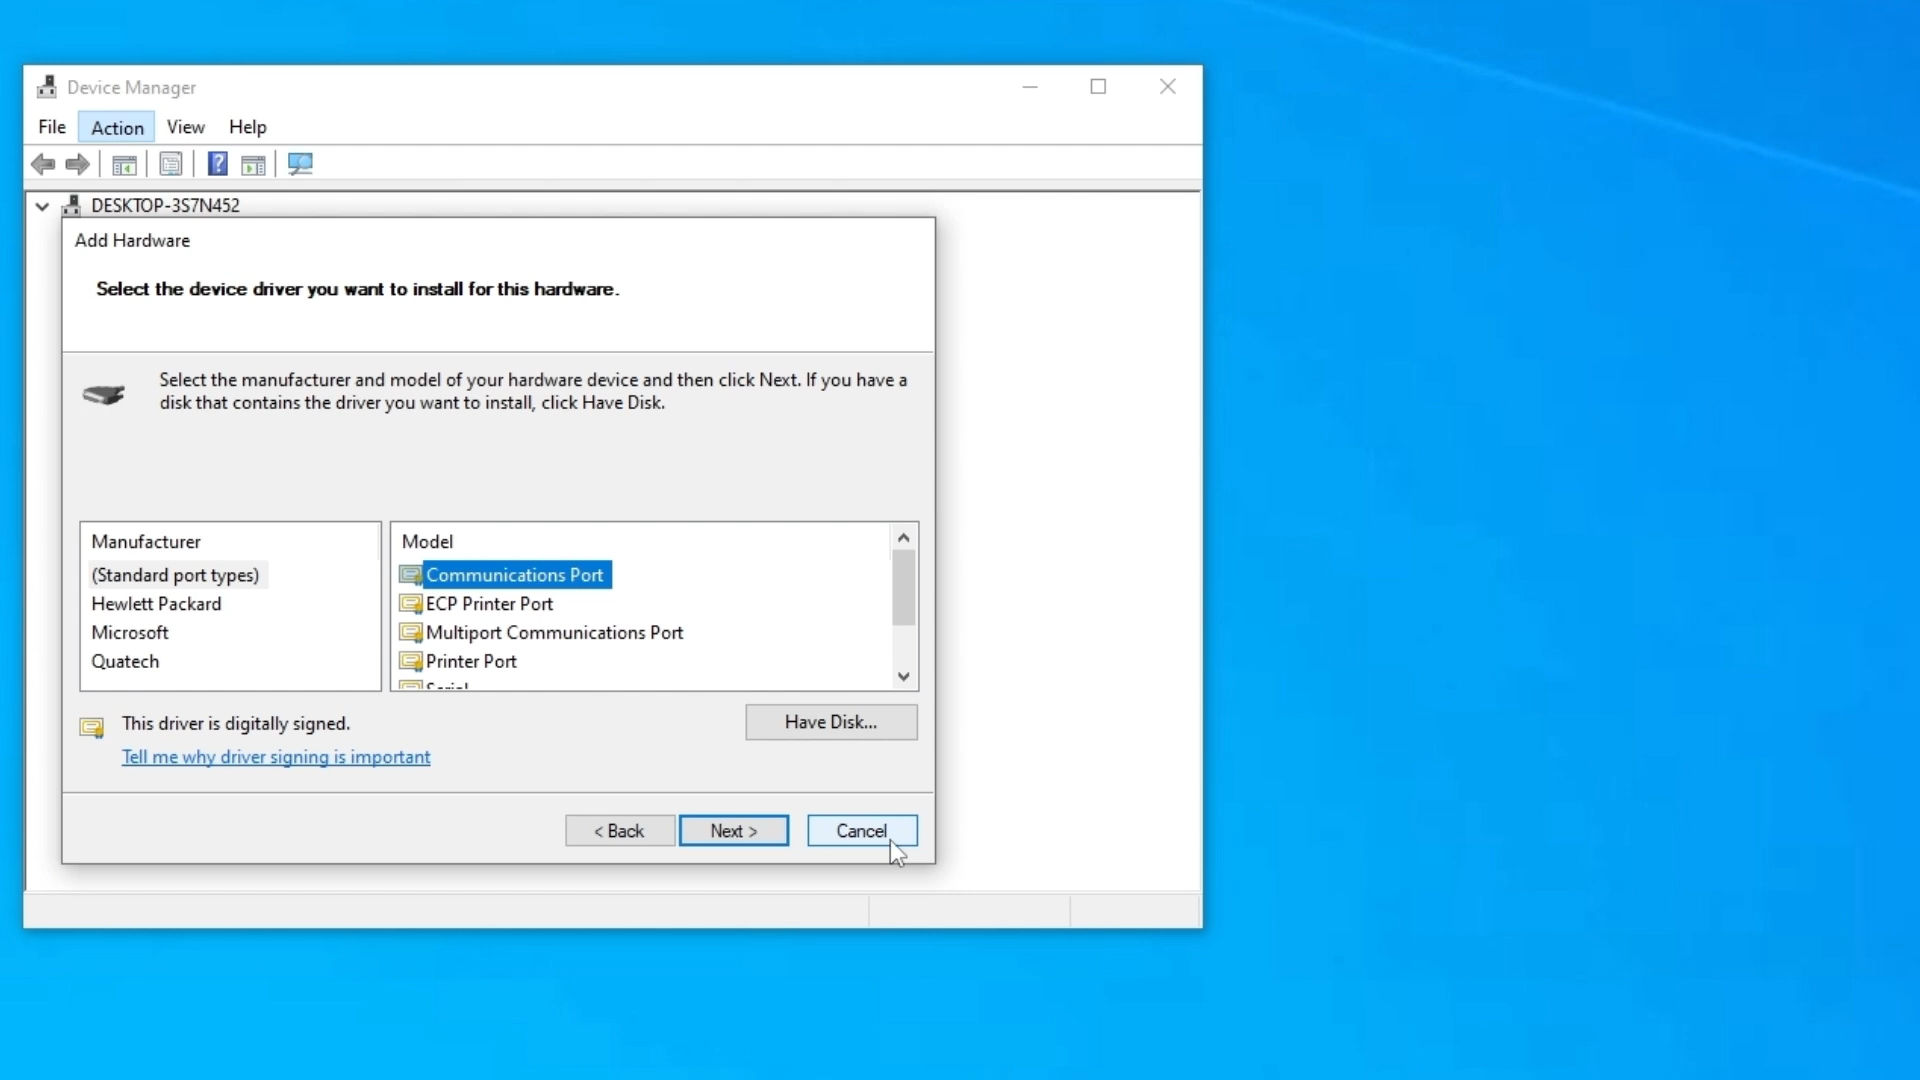 Device Manager
File Action View Help
DESKTOP-3S7N452
Add Hardware
Select the device driver you want to install for this hardware.
Select the manufacturer and model of your hardware device and then click Next. If you have a
disk that contains the driver you want to install, click Have Disk.
Manufacturer
(Standard port types)
Hewlett Packard
Microsoft
Quatech
Model
Communications Port
ECP Printer Port
Multiport Communications Port
Printer Port
This driver is digitally signed.
Have Disk...
Tell me why driver signing is important
< Back Next > Cancel